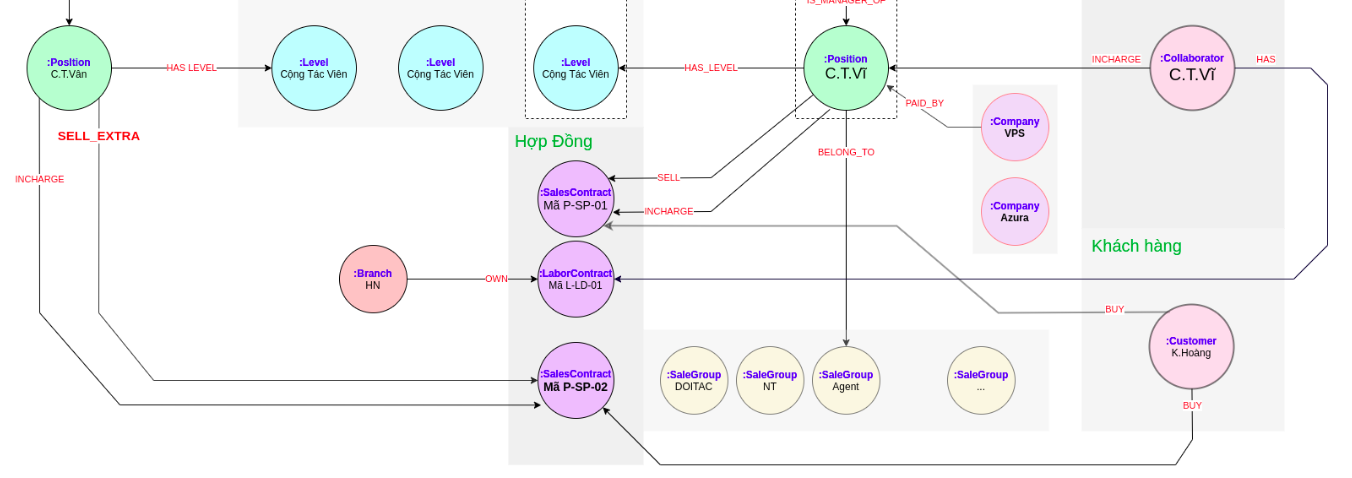 IS_MANAGER_OF
:Position
C.T.Vân
HAS LEVEL
:Level
Cộng Tác Viên
:Level
Cộng Tác Viên
:Level
Cộng Tác Viên
HAS_LEVEL
:Position
C.T.Vĩ
INCHARGE
:Collaborator
C.T.Vĩ
HAS
PAID_BY
:Company
VPS
SELL_EXTRA
Hợp Đồng
BELONG_TO
INCHARGE
SELL
:SalesContract
Mã P-SP-01
INCHARGE
:Company
Azura
Khách hàng
:Branch
HN
OWN
:LaborContract
Mã L-LD-01
BUY
:Customer
K.Hoàng
:SalesContract
Mã P-SP-02
:SaleGroup
DOITAC
:SaleGroup
NT
:SaleGroup
Agent
:SaleGroup
...
BUY